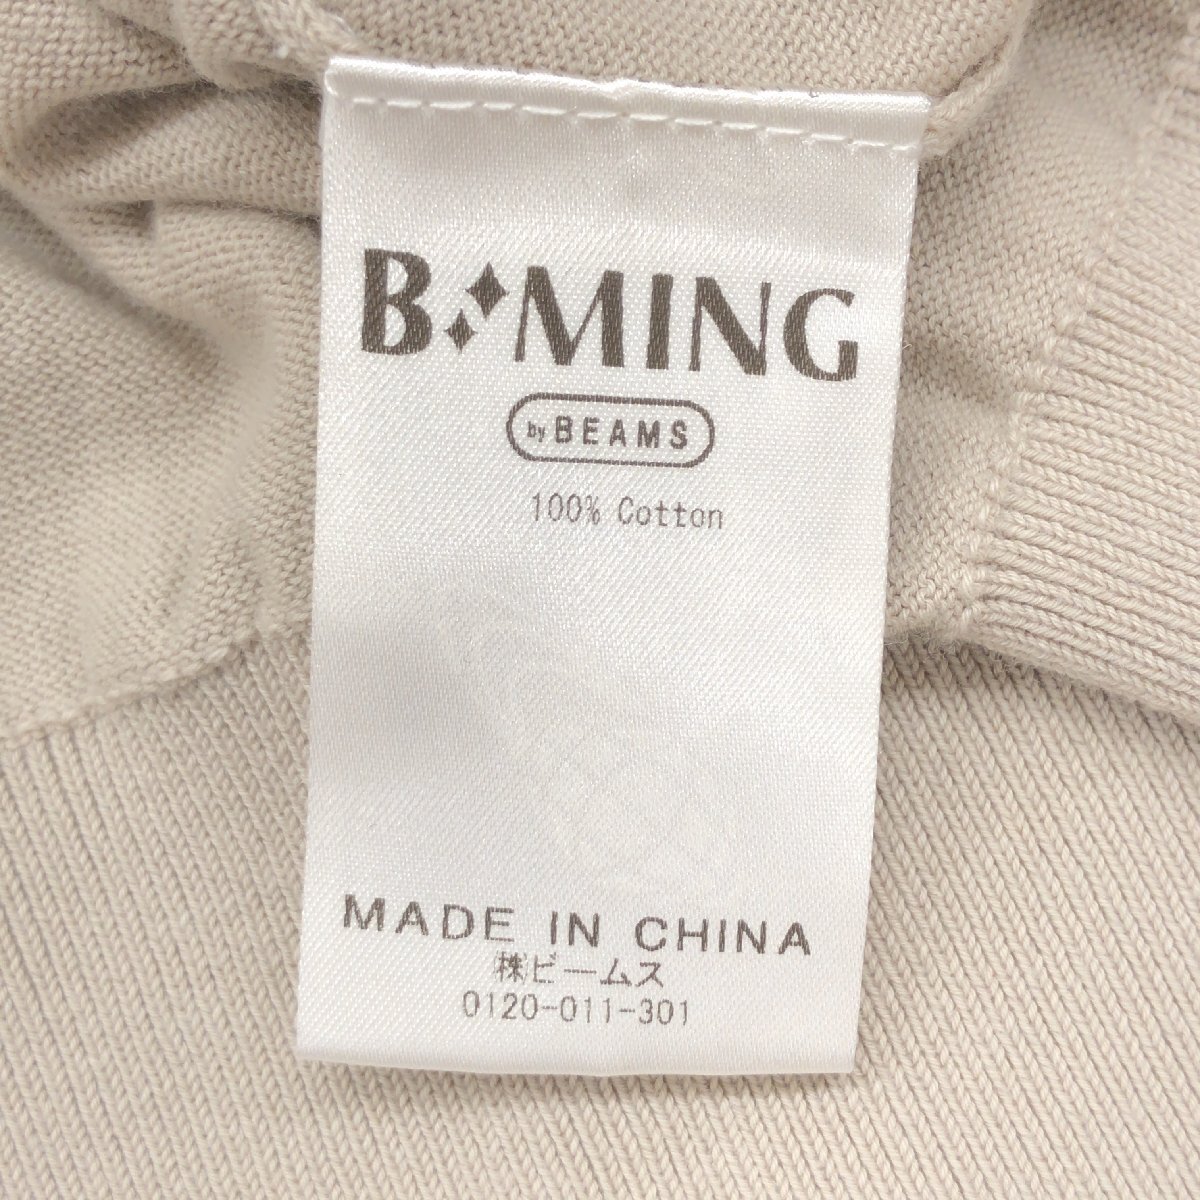 B:MING
by BEAMS
100% Cotton
MADE IN CHINA
㈱ビームス
0120-011-301